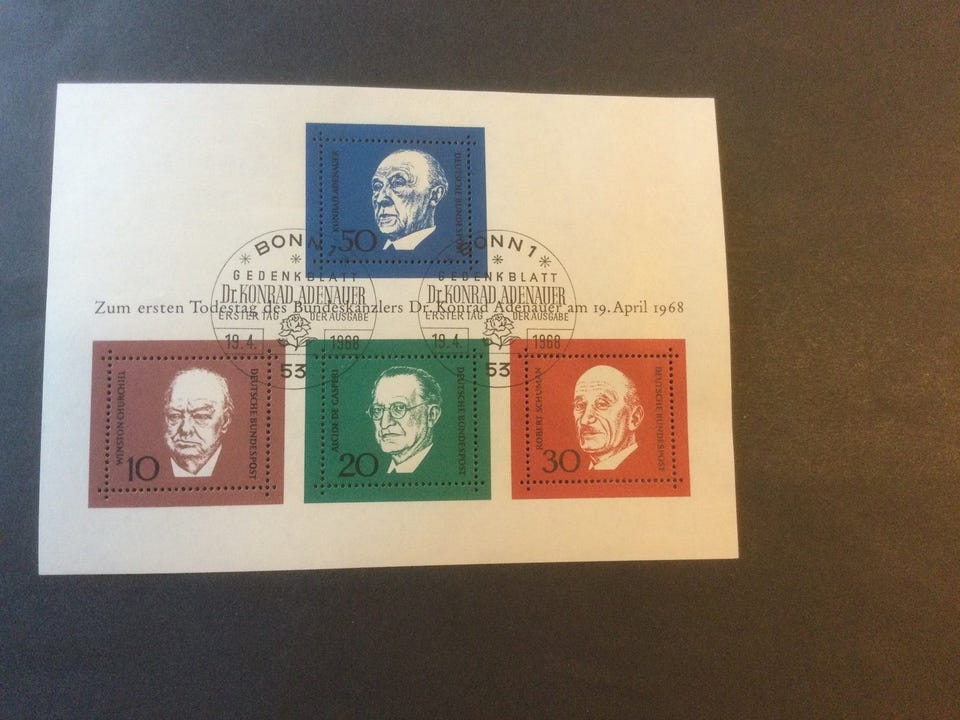 KONRAD ADENAUER
DEUTSCHE BUNDESPOST
50
BONN 1
GEDENKBLATT
Dr. KONRAD ADENAUER
ERSTER TAG DER AUSGABE
19.4. 1968
53
BONN 1
GEDENKBLATT
Dr. KONRAD ADENAUER
ERSTER TAG DER AUSGABE
19.4. 1968
53
Zum ersten Todestag des Bundeskanzlers Dr. Konrad Adenauer am 19. April 1968
WINSTON CHURCHILL
DEUTSCHE BUNDESPOST
10
ALCIDE DE GASPERI
DEUTSCHE BUNDESPOST
20
ROBERT SCHUMAN
DEUTSCHE BUNDESPOST
30